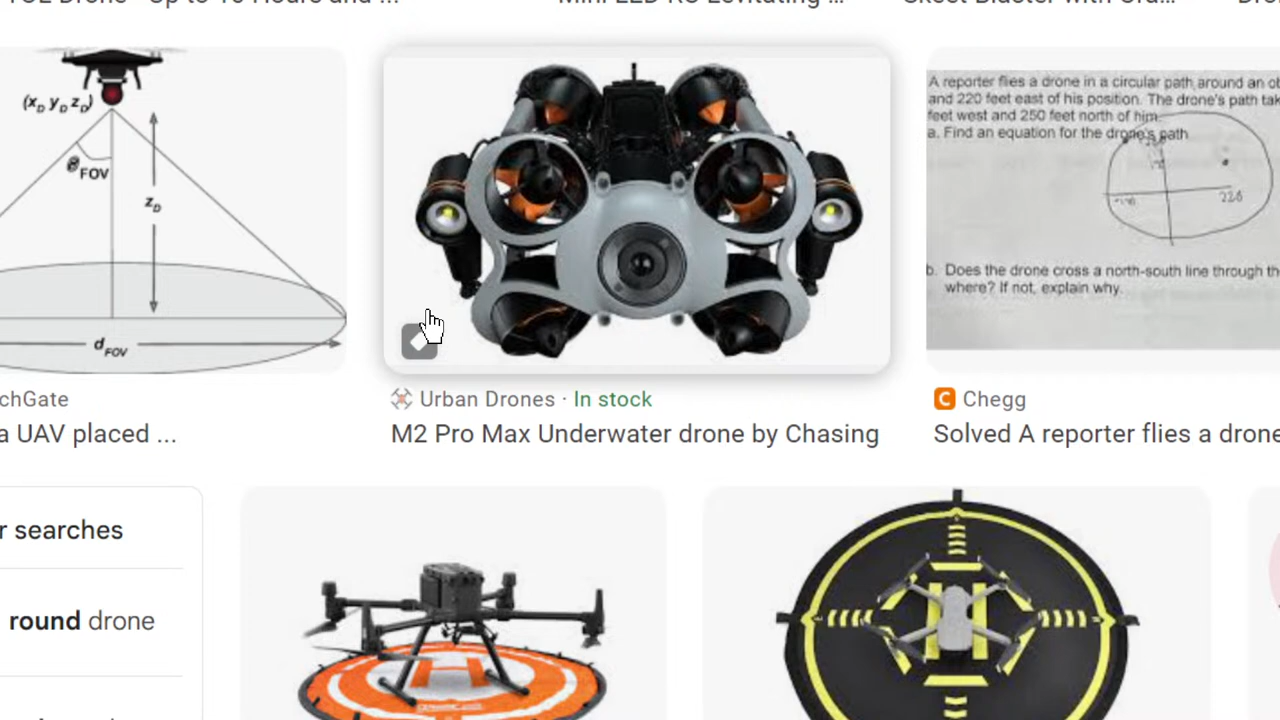 (x_D y_D z_D)
θ_FOV
z_D
d_FOV
A reporter flies a drone in a circular path around an
and 220 feet east of his position. The drone's path
feet west and 250 feet north of him.
a. Find an equation for the drone's path
220
b. Does the drone cross a north-south line through
where? If not, explain why.
chGate
a UAV placed ...
Urban Drones · In stock
M2 Pro Max Underwater drone by Chasing
C Chegg
Solved A reporter flies a drone
r searches
round drone
H